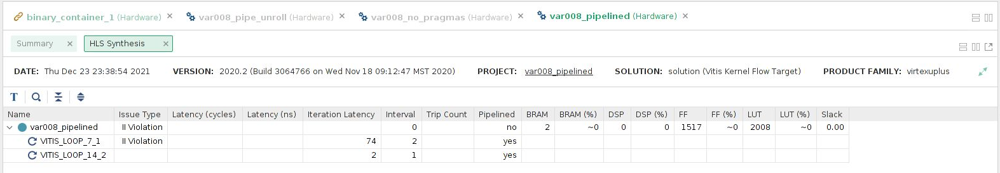 binary_container_1 (Hardware) × var008_pipe_unroll (Hardware) × var008_no_pragmas (Hardware) × var008_pipelined (Hardware) ×
Summary × HLS Synthesis ×
DATE: Thu Dec 23 23:38:54 2021 VERSION: 2020.2 (Build 3064766 on Wed Nov 18 09:12:47 MST 2020) PROJECT: var008_pipelined SOLUTION: solution (Vitis Kernel Flow Target) PRODUCT FAMILY: virtexuplus
T
Name Issue Type Latency (cycles) Latency (ns) Iteration Latency Interval Trip Count Pipelined BRAM BRAM (%) DSP DSP (%) FF FF (%) LUT LUT (%) Slack
var008_pipelined II Violation 0 no 2 ~0 0 0 1517 ~0 2008 ~0 0.00
VITIS_LOOP_7_1 II Violation 74 2 yes
VITIS_LOOP_14_2 2 1 yes